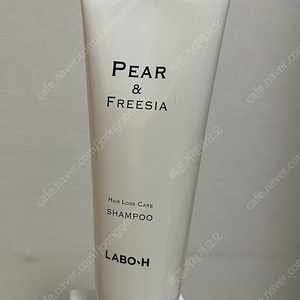 PEAR
&
FREESIA
HAIR LOSS CARE
SHAMPOO
LABO-H